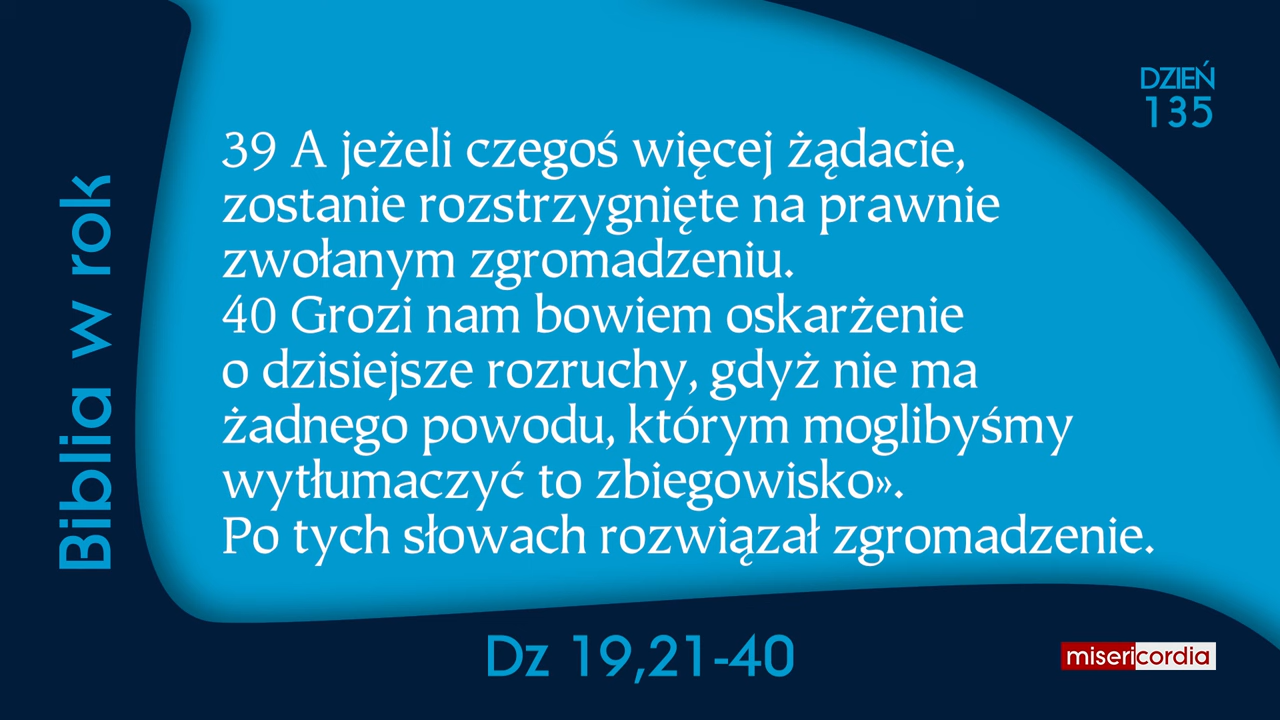 DZIEŃ
135
Biblia w rok
39 A jeżeli czegoś więcej żądacie,
zostanie rozstrzygnięte na prawnie
zwołanym zgromadzeniu.
40 Grozi nam bowiem oskarżenie
o dzisiejsze rozruchy, gdyż nie ma
żadnego powodu, którym moglibyśmy
wytłumaczyć to zbiegowisko».
Po tych słowach rozwiązał zgromadzenie.
Dz 19,21-40
misericordia